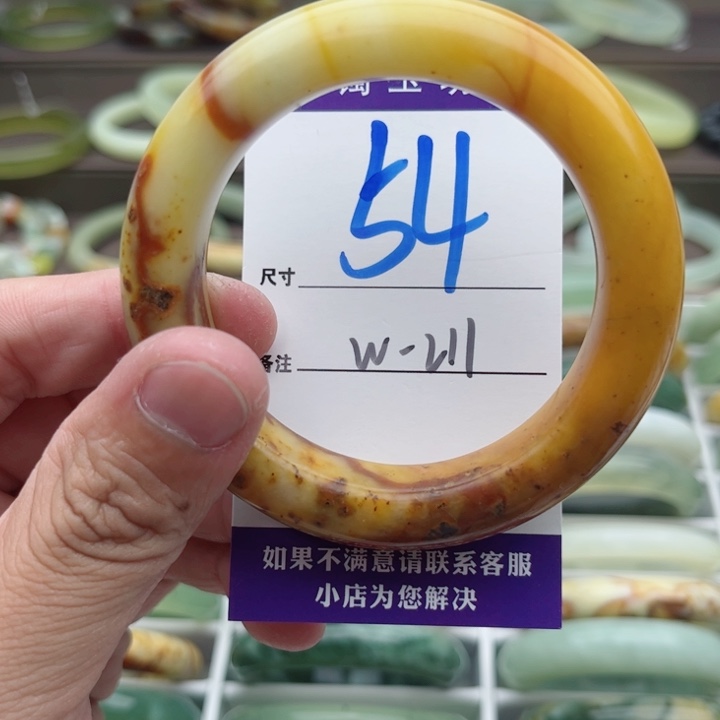 54
尺寸
备注 W-211
如果不满意请联系客服
小店为您解决